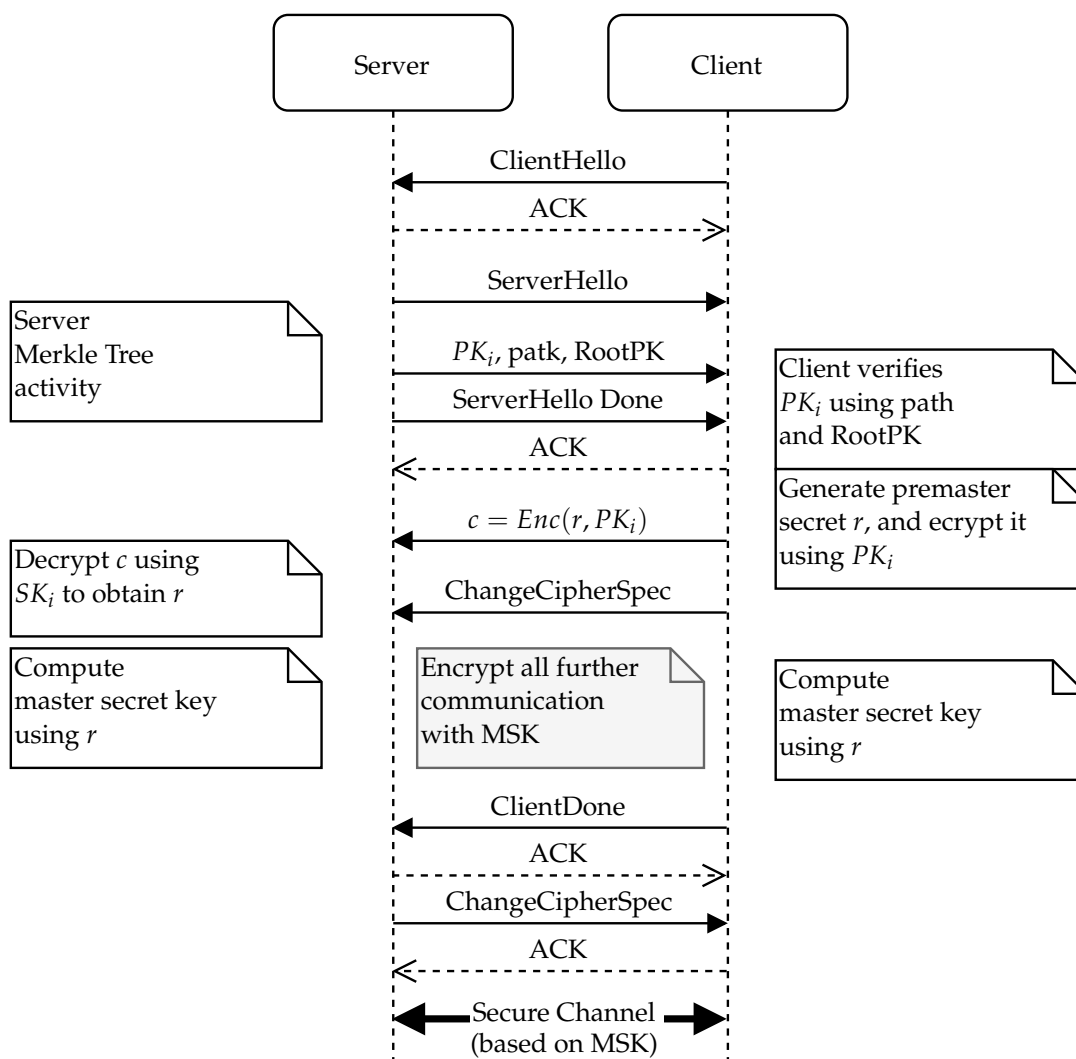 Server
Client
ClientHello
ACK
ServerHello
Server
Merkle Tree
activity
PK_i, patk, RootPK
Client verifies
PK_i using path
and RootPK
ServerHello Done
ACK
Generate premaster
secret r, and ecrypt it
using PK_i
c = Enc(r, PK_i)
Decrypt c using
SK_i to obtain r
ChangeCipherSpec
Compute
master secret key
using r
Encrypt all further
communication
with MSK
Compute
master secret key
using r
ClientDone
ACK
ChangeCipherSpec
ACK
Secure Channel
(based on MSK)